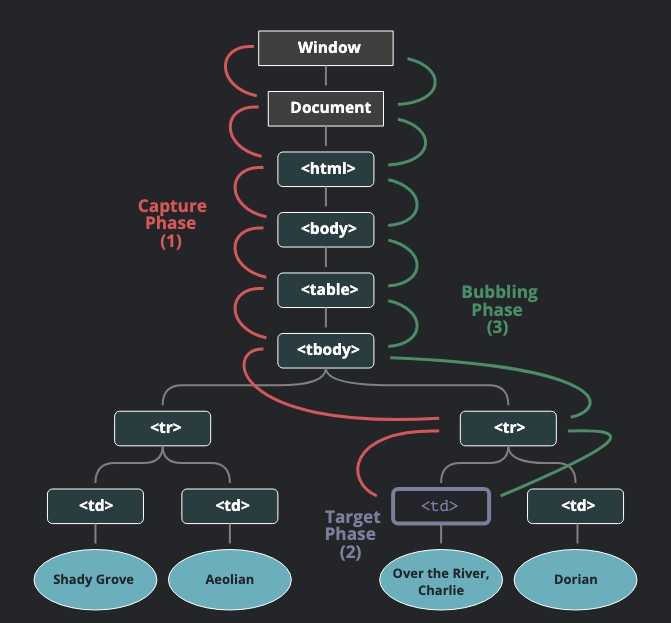 Window
Document
<html>
<body>
<table>
<tbody>
Capture
Phase
(1)
Bubbling
Phase
(3)
<tr>
<tr>
<td>
<td>
<td>
<td>
Target
Phase
(2)
Shady Grove
Aeolian
Over the River,
Charlie
Dorian